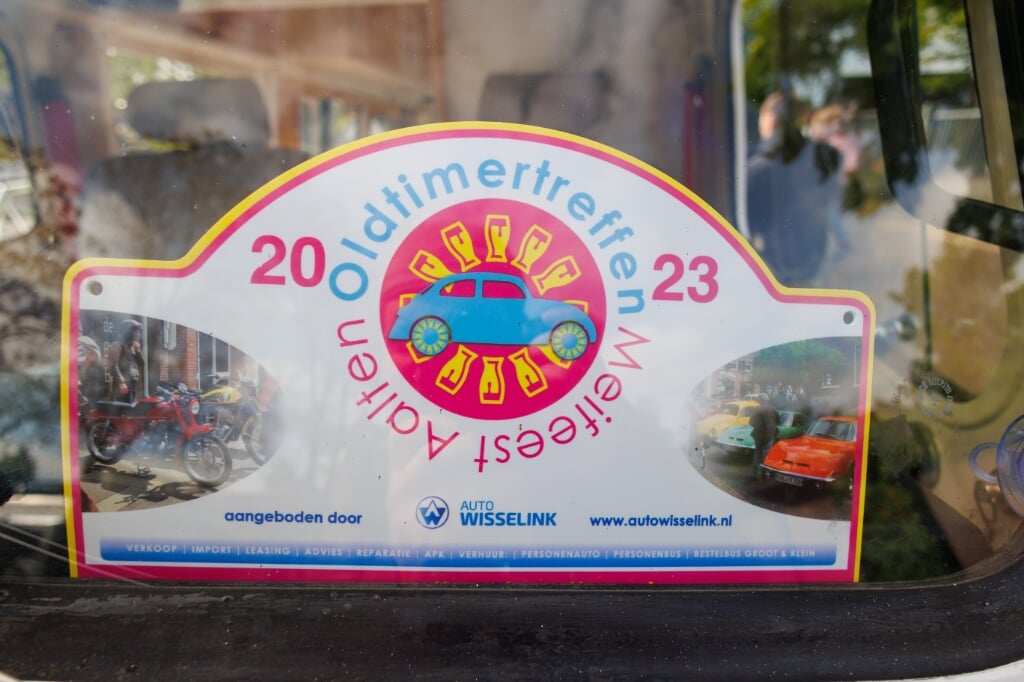 Oldtimertreffen
20 23
Meifeest Aalten
aangeboden door
AUTO
WISSELINK
www.autowisselink.nl
VERKOOP | IMPORT | LEASING | ADVIES | REPARATIE | APK | VERHUUR: | PERSONENAUTO | PERSONENBUS | BESTELBUS GROOT & KLEIN